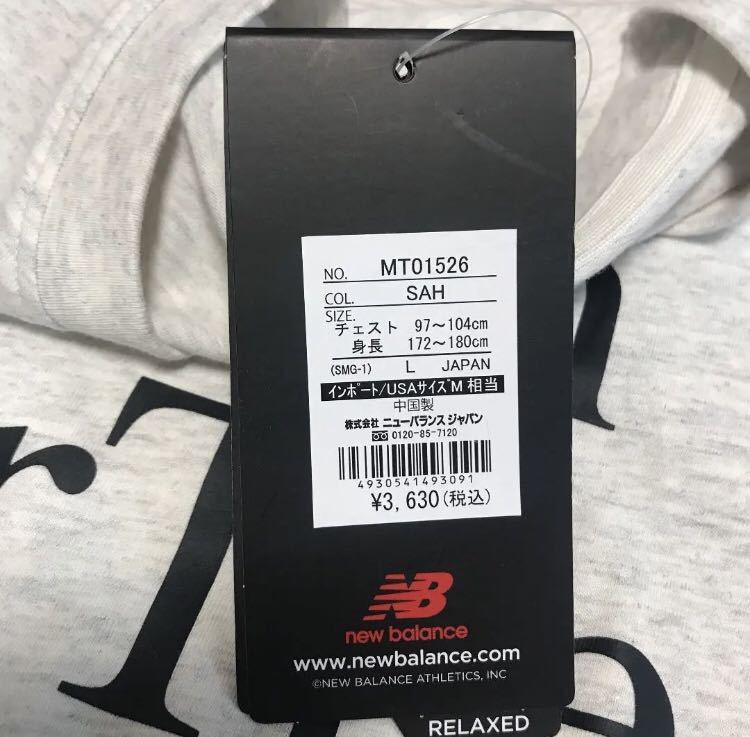 NO. MT01526
COL. SAH
SIZE.
チェスト 97〜104cm
身長 172〜180cm
(SMG-1) L JAPAN
インポート/USAサイズM 相当
中国製
株式会社 ニューバランス ジャパン
0120-85-7120
4930541493091
¥3,630(税込)
NB
new balance
www.newbalance.com
©NEW BALANCE ATHLETICS, INC
RELAXED